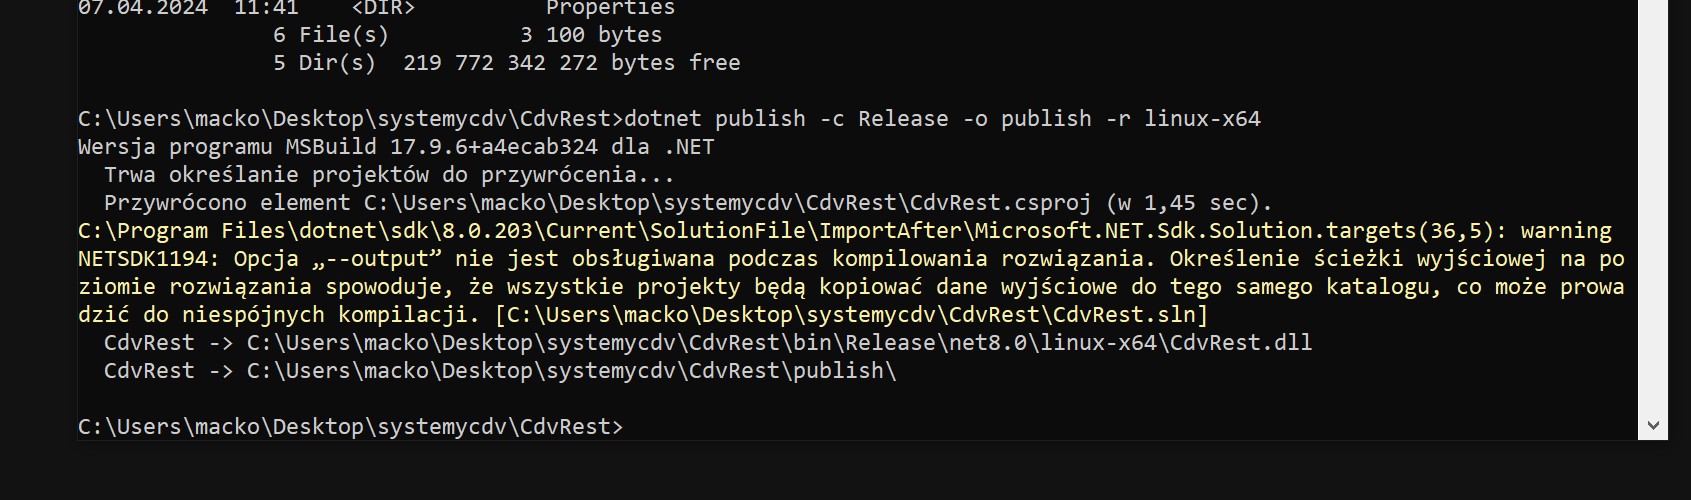 07.04.2024  11:41    <DIR>          Properties
               6 File(s)          3 100 bytes
               5 Dir(s)  219 772 342 272 bytes free
C:\Users\macko\Desktop\systemycdv\CdvRest>dotnet publish -c Release -o publish -r linux-x64
Wersja programu MSBuild 17.9.6+a4ecab324 dla .NET
  Trwa określanie projektów do przywrócenia...
  Przywrócono element C:\Users\macko\Desktop\systemycdv\CdvRest\CdvRest.csproj (w 1,45 sec).
C:\Program Files\dotnet\sdk\8.0.203\Current\SolutionFile\ImportAfter\Microsoft.NET.Sdk.Solution.targets(36,5): warning
NETSDK1194: Opcja „--output” nie jest obsługiwana podczas kompilowania rozwiązania. Określenie ścieżki wyjściowej na po
ziomie rozwiązania spowoduje, że wszystkie projekty będą kopiować dane wyjściowe do tego samego katalogu, co może prowa
dzić do niespójnych kompilacji. [C:\Users\macko\Desktop\systemycdv\CdvRest\CdvRest.sln]
  CdvRest -> C:\Users\macko\Desktop\systemycdv\CdvRest\bin\Release\net8.0\linux-x64\CdvRest.dll
  CdvRest -> C:\Users\macko\Desktop\systemycdv\CdvRest\publish\
C:\Users\macko\Desktop\systemycdv\CdvRest>